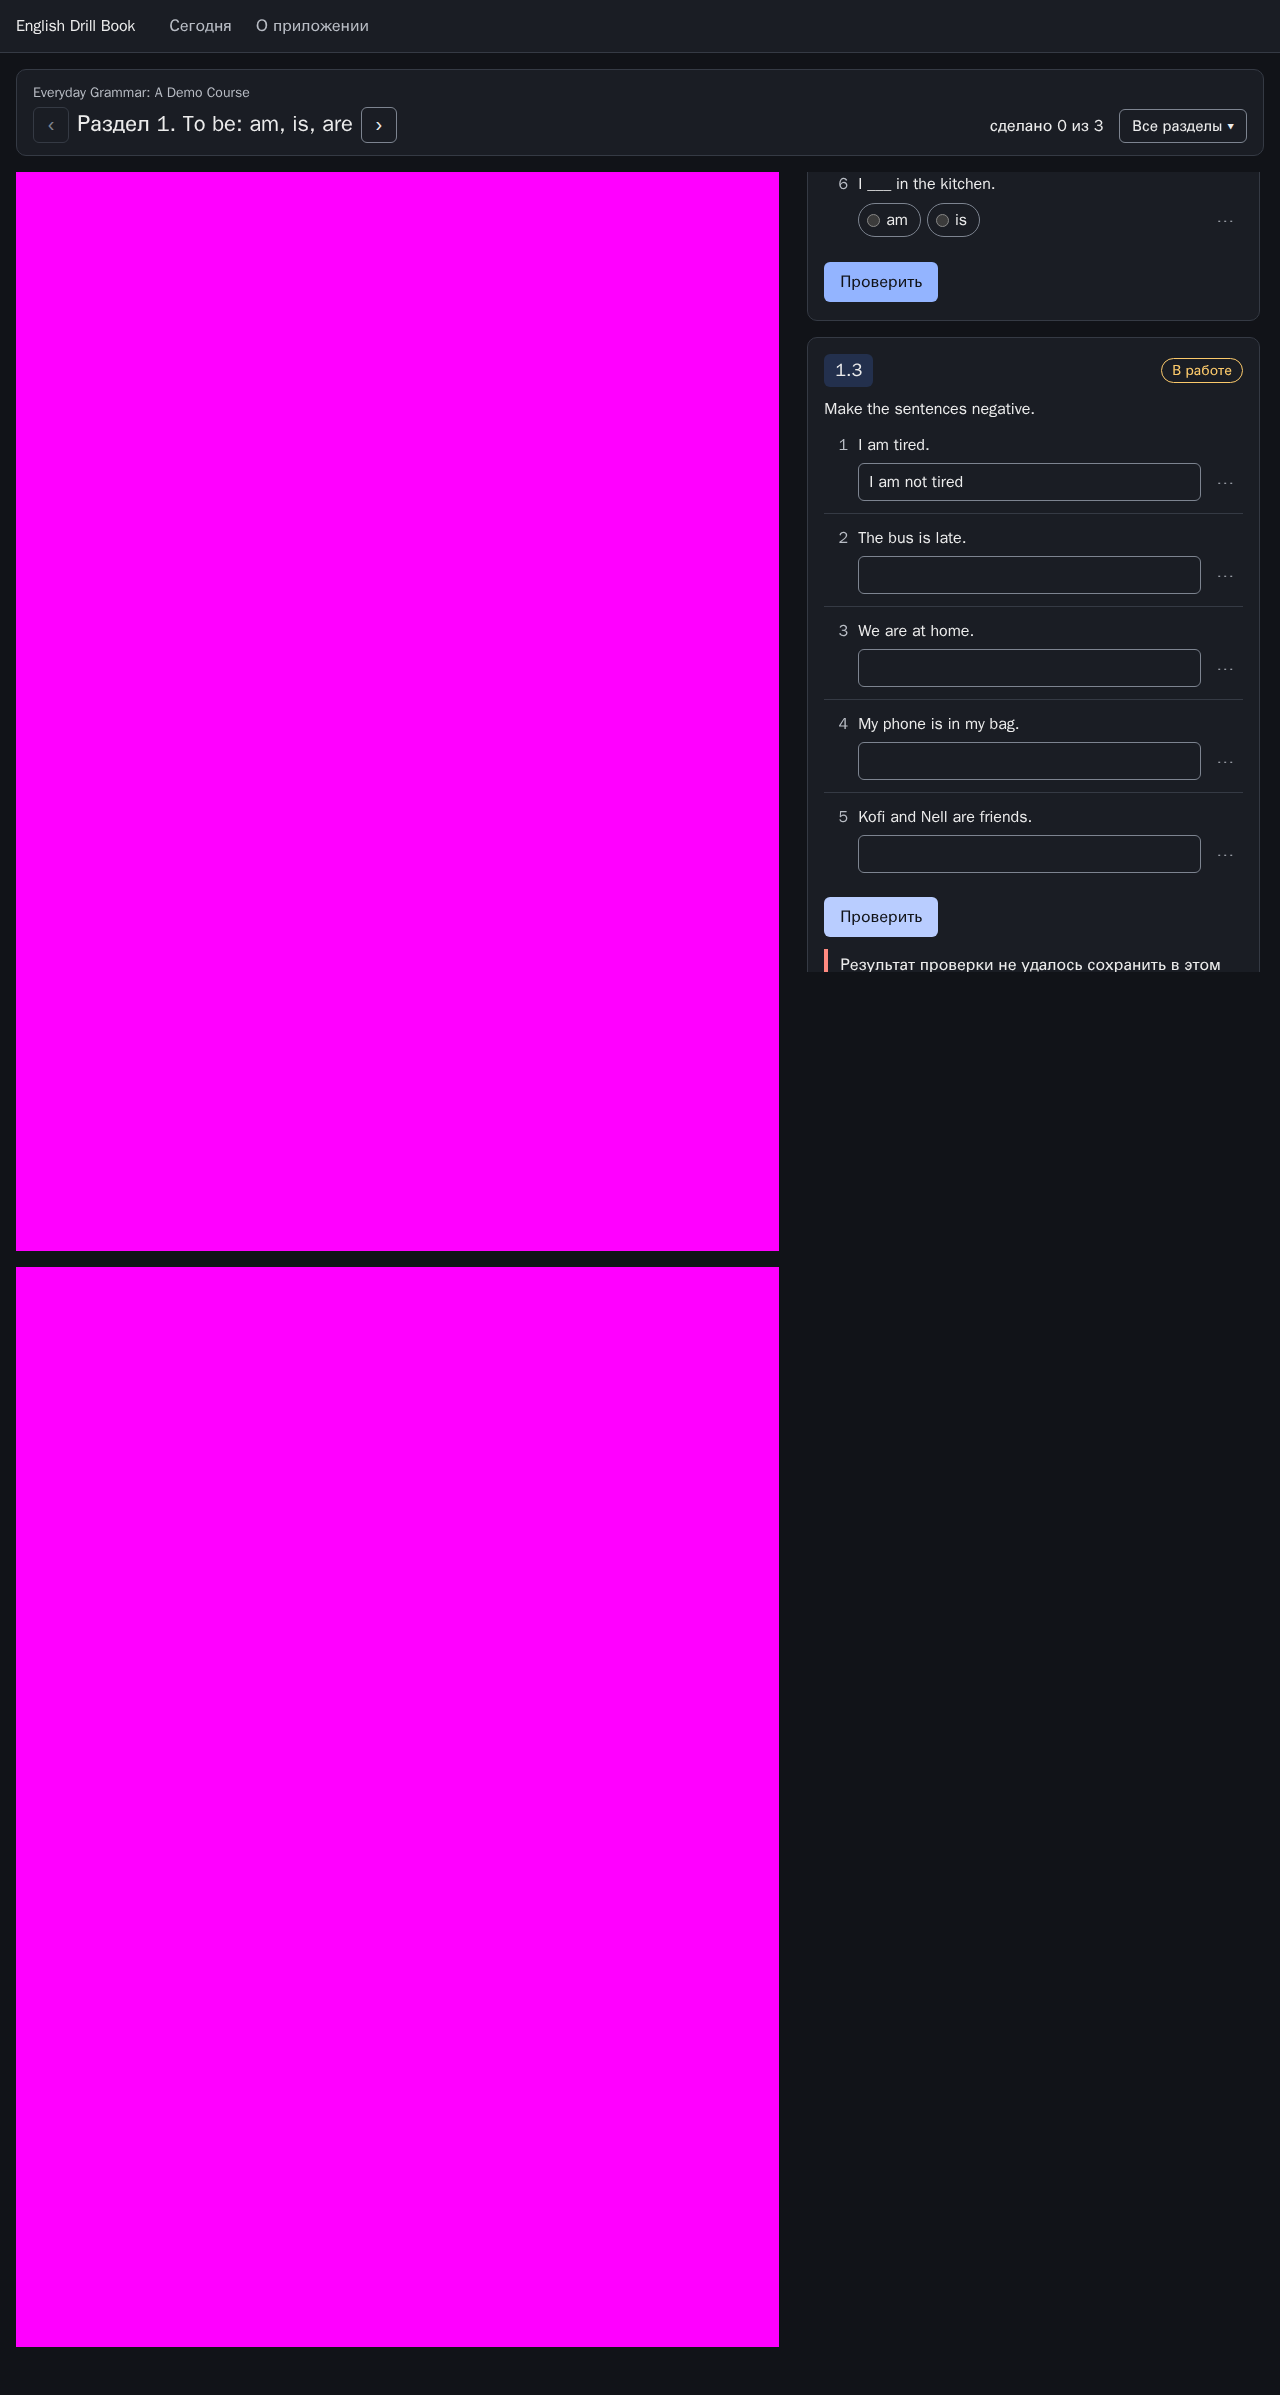 English Drill Book Сегодня О приложении
Everyday Grammar: A Demo Course
‹ Раздел 1. To be: am, is, are ›
сделано 0 из 3 Все разделы ▾
6 I ___ in the kitchen.
am is ...
Проверить
1.3 В работе
Make the sentences negative.
1 I am tired.
I am not tired ...
2 The bus is late.
...
3 We are at home.
...
4 My phone is in my bag.
...
5 Kofi and Nell are friends.
...
Проверить
Результат проверки не удалось сохранить в этом